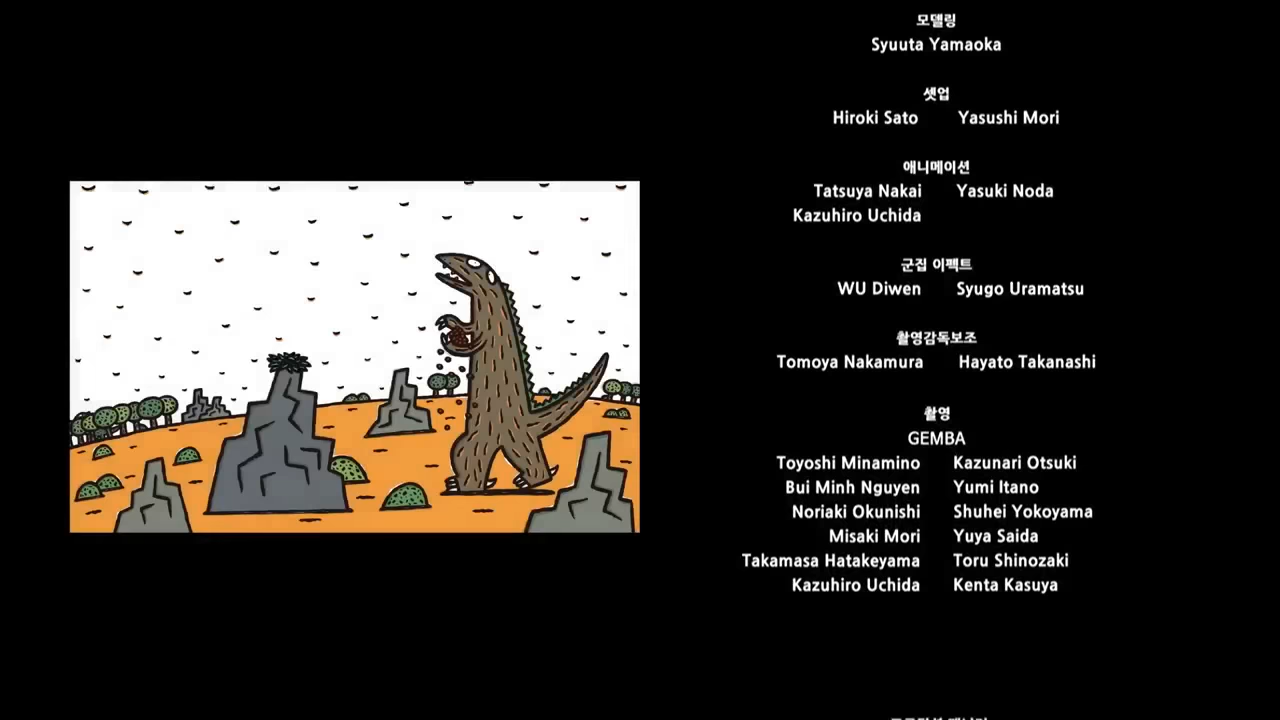 모델링
Syuuta Yamaoka
셋업
Hiroki Sato Yasushi Mori
애니메이션
Tatsuya Nakai Yasuki Noda
Kazuhiro Uchida
군집 이펙트
WU Diwen Syugo Uramatsu
촬영감독보조
Tomoya Nakamura Hayato Takanashi
촬영
GEMBA
Toyoshi Minamino Kazunari Otsuki
Bui Minh Nguyen Yumi Itano
Noriaki Okunishi Shuhei Yokoyama
Misaki Mori Yuya Saida
Takamasa Hatakeyama Toru Shinozaki
Kazuhiro Uchida Kenta Kasuya